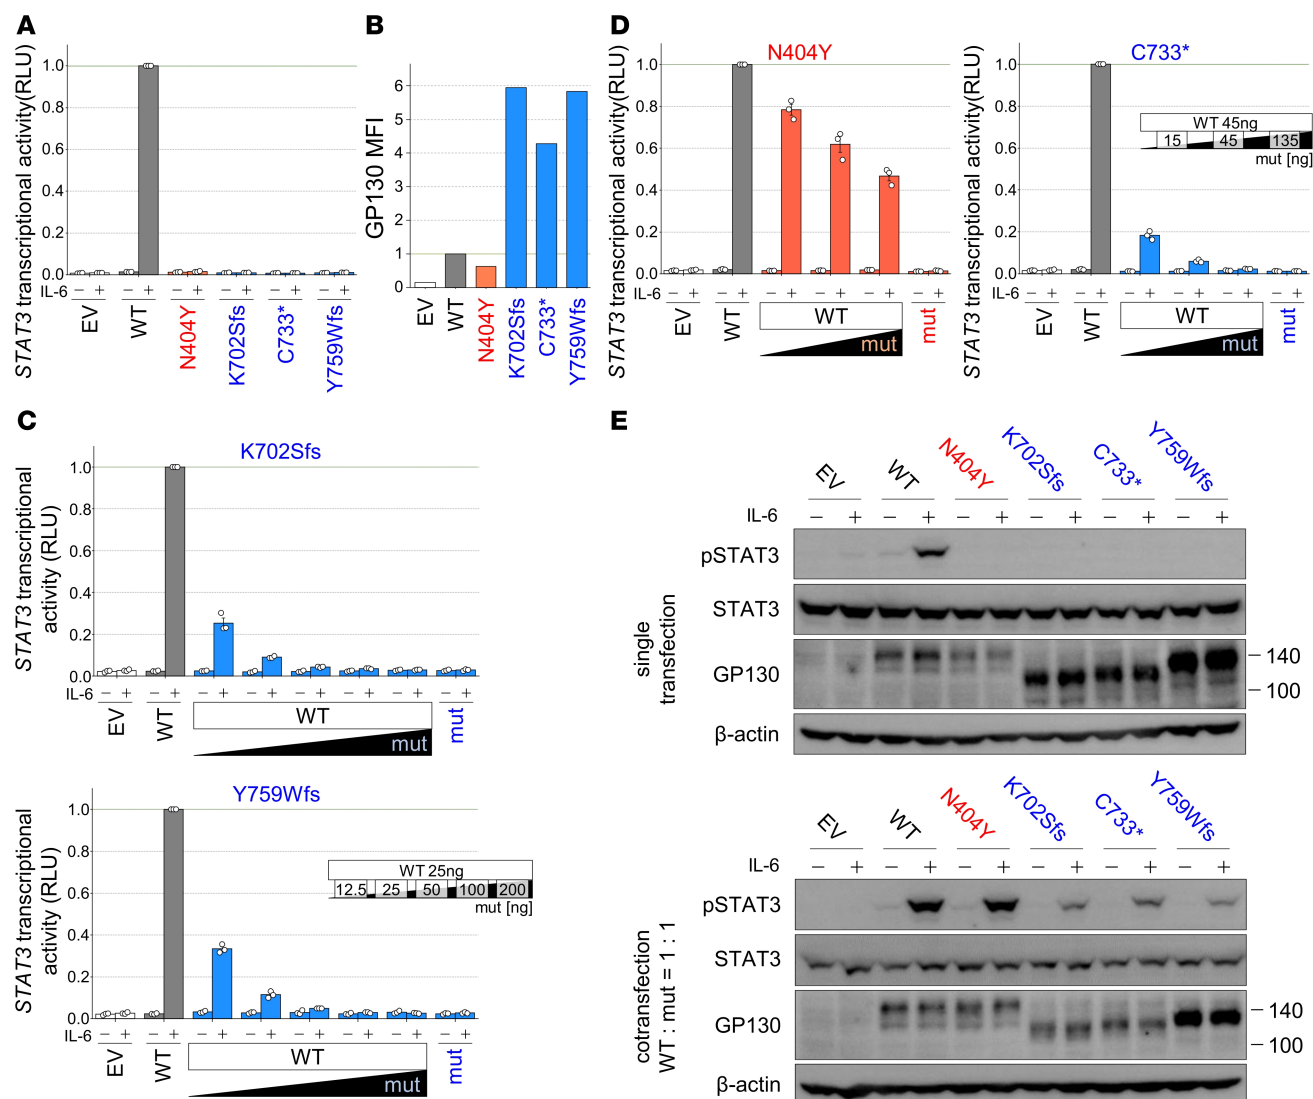 A
STAT3 transcriptional activity(RLU)
1.0
0.8
0.6
0.4
0.2
0.0
IL-6 − + − + − + − + − + − +
EV WT N404Y K702Sfs C733* Y759Wfs
B
GP130 MFI
6
5
4
3
2
1
0
EV WT N404Y K702Sfs C733* Y759Wfs
D
N404Y
STAT3 transcriptional activity(RLU)
1.0
0.8
0.6
0.4
0.2
0.0
IL-6 − + − + − + − + − + − +
EV WT WT mut
mut
C733*
STAT3 transcriptional activity(RLU)
1.0
0.8
0.6
0.4
0.2
0.0
WT 45ng
15 45 135
mut [ng]
IL-6 − + − + − + − + − + − +
EV WT WT mut
mut
C
K702Sfs
STAT3 transcriptional
activity (RLU)
1.0
0.8
0.6
0.4
0.2
0.0
IL-6 − + − + − + − + − + − + − + − +
EV WT WT mut
mut
Y759Wfs
STAT3 transcriptional
activity (RLU)
1.0
0.8
0.6
0.4
0.2
0.0
WT 25ng
12.5 25 50 100 200
mut [ng]
IL-6 − + − + − + − + − + − + − + − +
EV WT WT mut
mut
E
EV WT N404Y K702Sfs C733* Y759Wfs
IL-6 − + − + − + − + − + − +
single
transfection
pSTAT3
STAT3
GP130
140
100
β-actin
EV WT N404Y K702Sfs C733* Y759Wfs
IL-6 − + − + − + − + − + − +
cotransfection
WT : mut = 1 : 1
pSTAT3
STAT3
GP130
140
100
β-actin